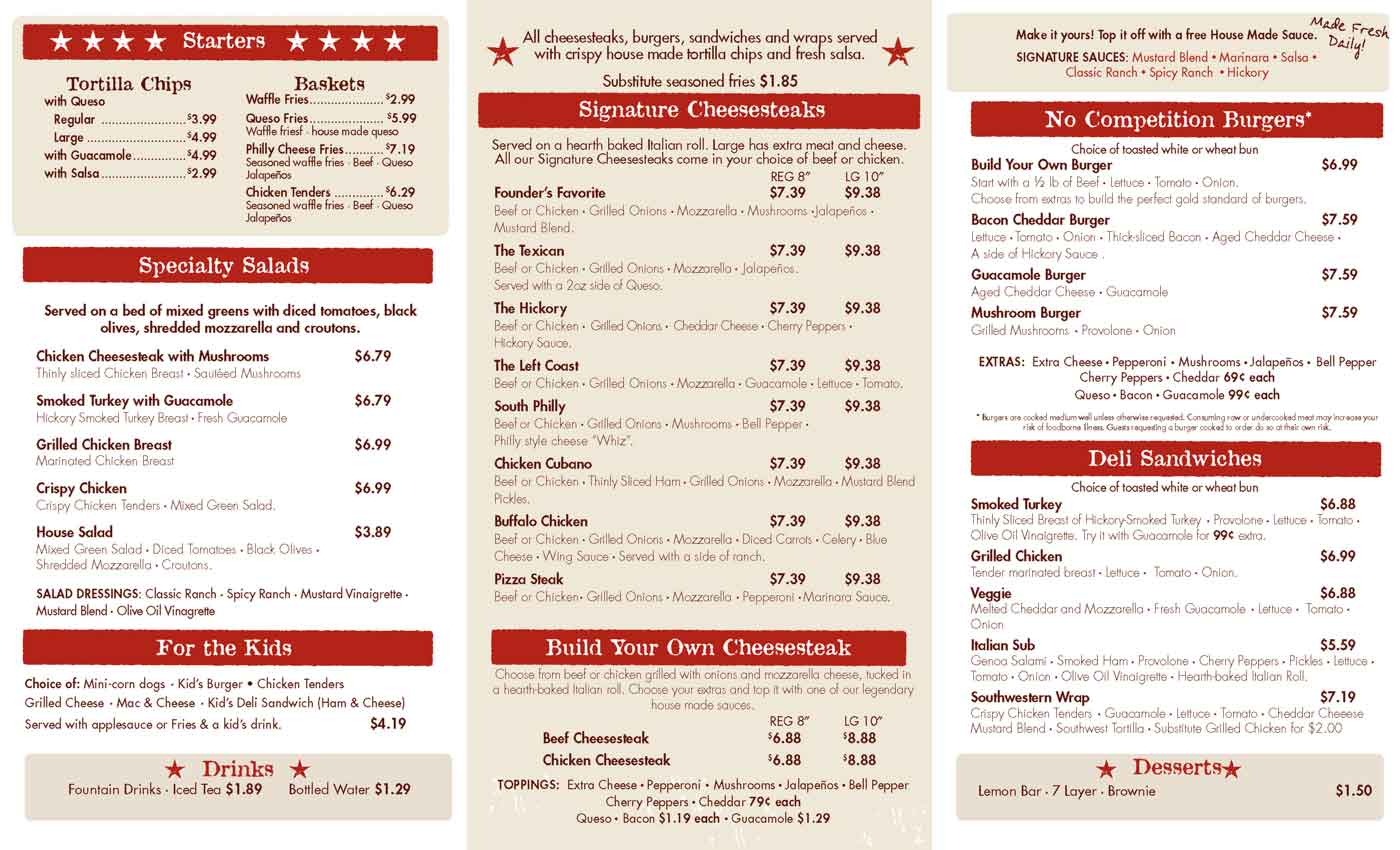 Starters
Tortilla Chips
with Queso
Regular ........................... $3.99
Large ................................ $4.99
with Guacamole............... $4.99
with Salsa.......................... $2.99
Baskets
Waffle Fries...................... $2.99
Queso Fries...................... $5.99
Waffle friesf · house made queso
Philly Cheese Fries........... $7.19
Seasoned waffle fries · Beef · Queso
Jalapeños
Chicken Tenders .............. $6.29
Seasoned waffle fries · Beef · Queso
Jalapeños
Specialty Salads
Served on a bed of mixed greens with diced tomatoes, black
olives, shredded mozzarella and croutons.
Chicken Cheesesteak with Mushrooms $6.79
Thinly sliced Chicken Breast • Sautéed Mushrooms
Smoked Turkey with Guacamole $6.79
Hickory Smoked Turkey Breast • Fresh Guacamole
Grilled Chicken Breast $6.99
Marinated Chicken Breast
Crispy Chicken $6.99
Crispy Chicken Tenders • Mixed Green Salad.
House Salad $3.89
Mixed Green Salad • Diced Tomatoes • Black Olives •
Shredded Mozzarella • Croutons.
SALAD DRESSINGS: Classic Ranch • Spicy Ranch • Mustard Vinaigrette •
Mustard Blend • Olive Oil Vinagrette
For the Kids
Choice of: Mini-corn dogs · Kid's Burger • Chicken Tenders
Grilled Cheese · Mac & Cheese · Kid's Deli Sandwich (Ham & Cheese)
Served with applesauce or Fries & a kid's drink. $4.19
Drinks
Fountain Drinks · Iced Tea $1.89 Bottled Water $1.29
All cheesesteaks, burgers, sandwiches and wraps served
with crispy house made tortilla chips and fresh salsa.
Substitute seasoned fries $1.85
Signature Cheesesteaks
Served on a hearth baked Italian roll. Large has extra meat and cheese.
All our Signature Cheesesteaks come in your choice of beef or chicken.
REG 8" LG 10"
Founder's Favorite $7.39 $9.38
Beef or Chicken • Grilled Onions • Mozzarella • Mushrooms •Jalapeños •
Mustard Blend.
The Texican $7.39 $9.38
Beef or Chicken • Grilled Onions • Mozzarella • Jalapeños.
Served with a 2oz side of Queso.
The Hickory $7.39 $9.38
Beef or Chicken • Grilled Onions • Cheddar Cheese • Cherry Peppers •
Hickory Sauce.
The Left Coast $7.39 $9.38
Beef or Chicken • Grilled Onions • Mozzarella • Guacamole • Lettuce • Tomato.
South Philly $7.39 $9.38
Beef or Chicken • Grilled Onions • Mushrooms • Bell Pepper •
Philly style cheese "Whiz".
Chicken Cubano $7.39 $9.38
Beef or Chicken • Thinly Sliced Ham • Grilled Onions • Mozzarella • Mustard Blend
Pickles.
Buffalo Chicken $7.39 $9.38
Beef or Chicken • Grilled Onions • Mozzarella • Diced Carrots • Celery • Blue
Cheese • Wing Sauce • Served with a side of ranch.
Pizza Steak $7.39 $9.38
Beef or Chicken• Grilled Onions • Mozzarella • Pepperoni •Marinara Sauce.
Build Your Own Cheesesteak
Choose from beef or chicken grilled with onions and mozzarella cheese, tucked in
a hearth-baked Italian roll. Choose your extras and top it with one of our legendary
house made sauces.
REG 8" LG 10"
Beef Cheesesteak $6.88 $8.88
Chicken Cheesesteak $6.88 $8.88
TOPPINGS: Extra Cheese • Pepperoni • Mushrooms • Jalapeños • Bell Pepper
Cherry Peppers • Cheddar 79¢ each
Queso • Bacon $1.19 each • Guacamole $1.29
Make it yours! Top it off with a free House Made Sauce.
Made Fresh
Daily!
SIGNATURE SAUCES: Mustard Blend • Marinara • Salsa •
Classic Ranch • Spicy Ranch • Hickory
No Competition Burgers*
Choice of toasted white or wheat bun
Build Your Own Burger $6.99
Start with a ½ lb of Beef • Lettuce • Tomato • Onion.
Choose from extras to build the perfect gold standard of burgers.
Bacon Cheddar Burger $7.59
Lettuce • Tomato • Onion • Thick-sliced Bacon • Aged Cheddar Cheese •
A side of Hickory Sauce .
Guacamole Burger $7.59
Aged Cheddar Cheese • Guacamole
Mushroom Burger $7.59
Grilled Mushrooms • Provolone • Onion
EXTRAS: Extra Cheese • Pepperoni • Mushrooms • Jalapeños • Bell Pepper
Cherry Peppers • Cheddar 69¢ each
Queso • Bacon • Guacamole 99¢ each
* Burgers are cooked medium well unless otherwise requested. Consuming raw or undercooked meat may increase your
risk of foodborne illness. Guests requesting a burger cooked to order do so at their own risk.
Deli Sandwiches
Choice of toasted white or wheat bun
Smoked Turkey $6.88
Thinly Sliced Breast of Hickory-Smoked Turkey • Provolone • Lettuce • Tomato •
Olive Oil Vinaigrette. Try it with Guacamole for 99¢ extra.
Grilled Chicken $6.99
Tender marinated breast • Lettuce • Tomato • Onion.
Veggie $6.88
Melted Cheddar and Mozzarella • Fresh Guacamole • Lettuce • Tomato •
Onion
Italian Sub $5.59
Genoa Salami • Smoked Ham • Provolone • Cherry Peppers • Pickles • Lettuce •
Tomato • Onion • Olive Oil Vinaigrette • Hearth-baked Italian Roll.
Southwestern Wrap $7.19
Crispy Chicken Tenders • Guacamole • Lettuce • Tomato • Cheddar Cheeese
Mustard Blend • Southwest Tortilla • Substitute Grilled Chicken for $2.00
Desserts
Lemon Bar · 7 Layer · Brownie $1.50